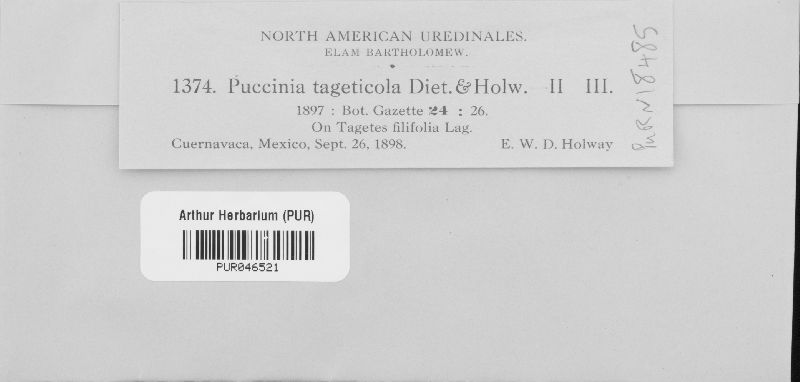 NORTH AMERICAN UREDINALES.
ELAM BARTHOLOMEW.
1374. Puccinia tageticola Diet. & Holw. II III.
1897 : Bot. Gazette 24 : 26.
On Tagetes filifolia Lag.
Cuernavaca, Mexico, Sept. 26, 1898. E. W. D. Holway
PURN18485
Arthur Herbarium (PUR)
PUR046521